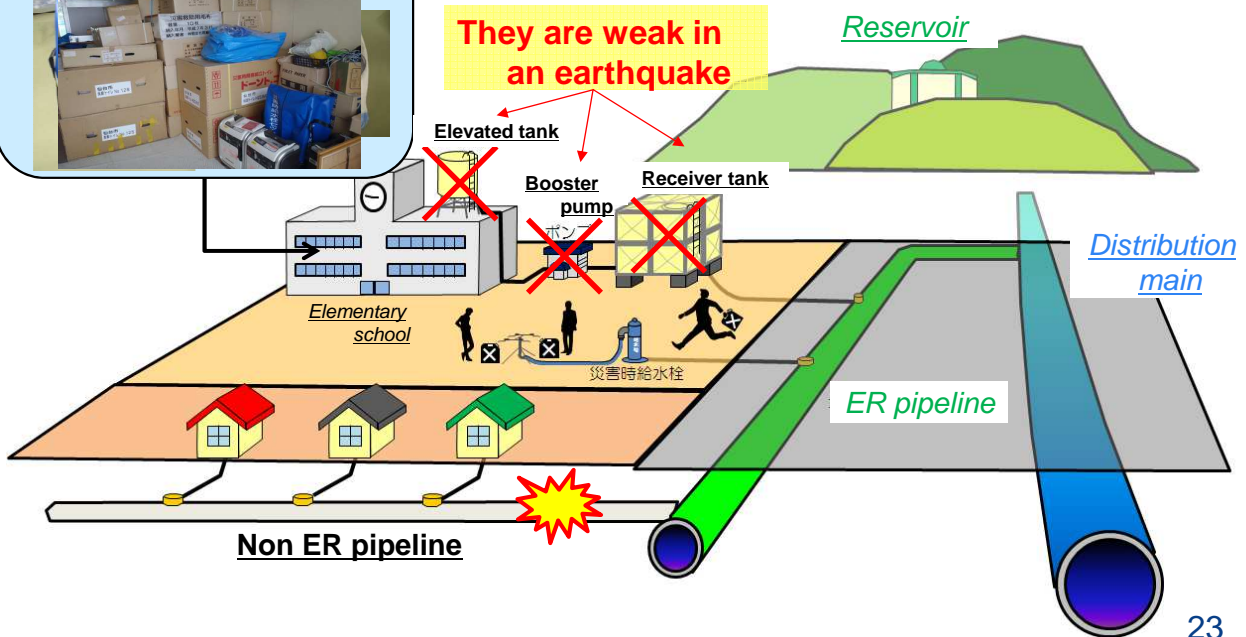 They are weak in
an earthquake
Reservoir
Elevated tank
Booster
pump
Receiver tank
ポンプ
Distribution
main
Elementary
school
災害時給水栓
ER pipeline
Non ER pipeline
23